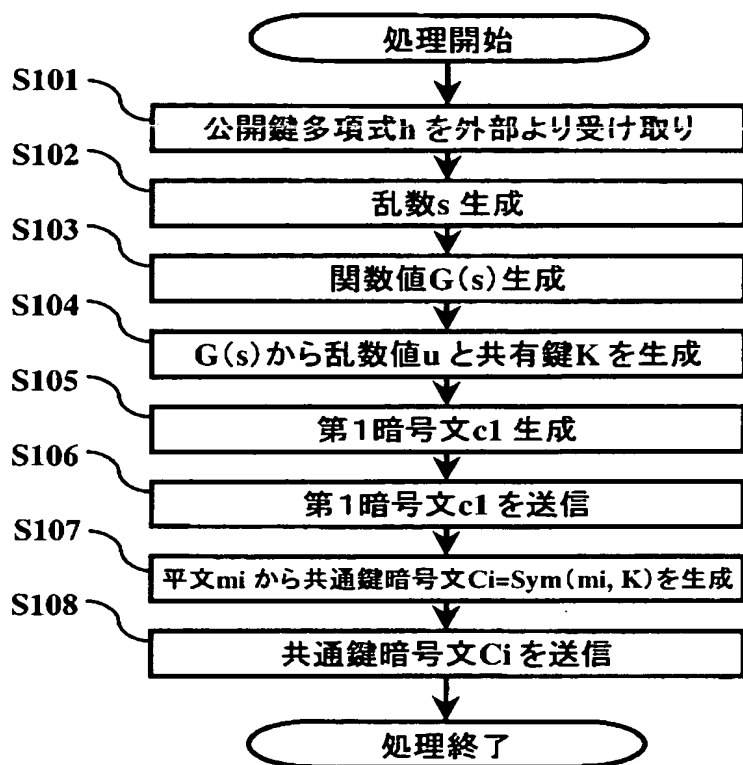 処理開始
S101
公開鍵多項式h を外部より受け取り
S102
乱数s 生成
S103
関数値G(s)生成
S104
G(s)から乱数値u と共有鍵K を生成
S105
第1暗号文c1 生成
S106
第1暗号文c1 を送信
S107
平文mi から共通鍵暗号文Ci=Sym(mi, K)を生成
S108
共通鍵暗号文Ci を送信
処理終了